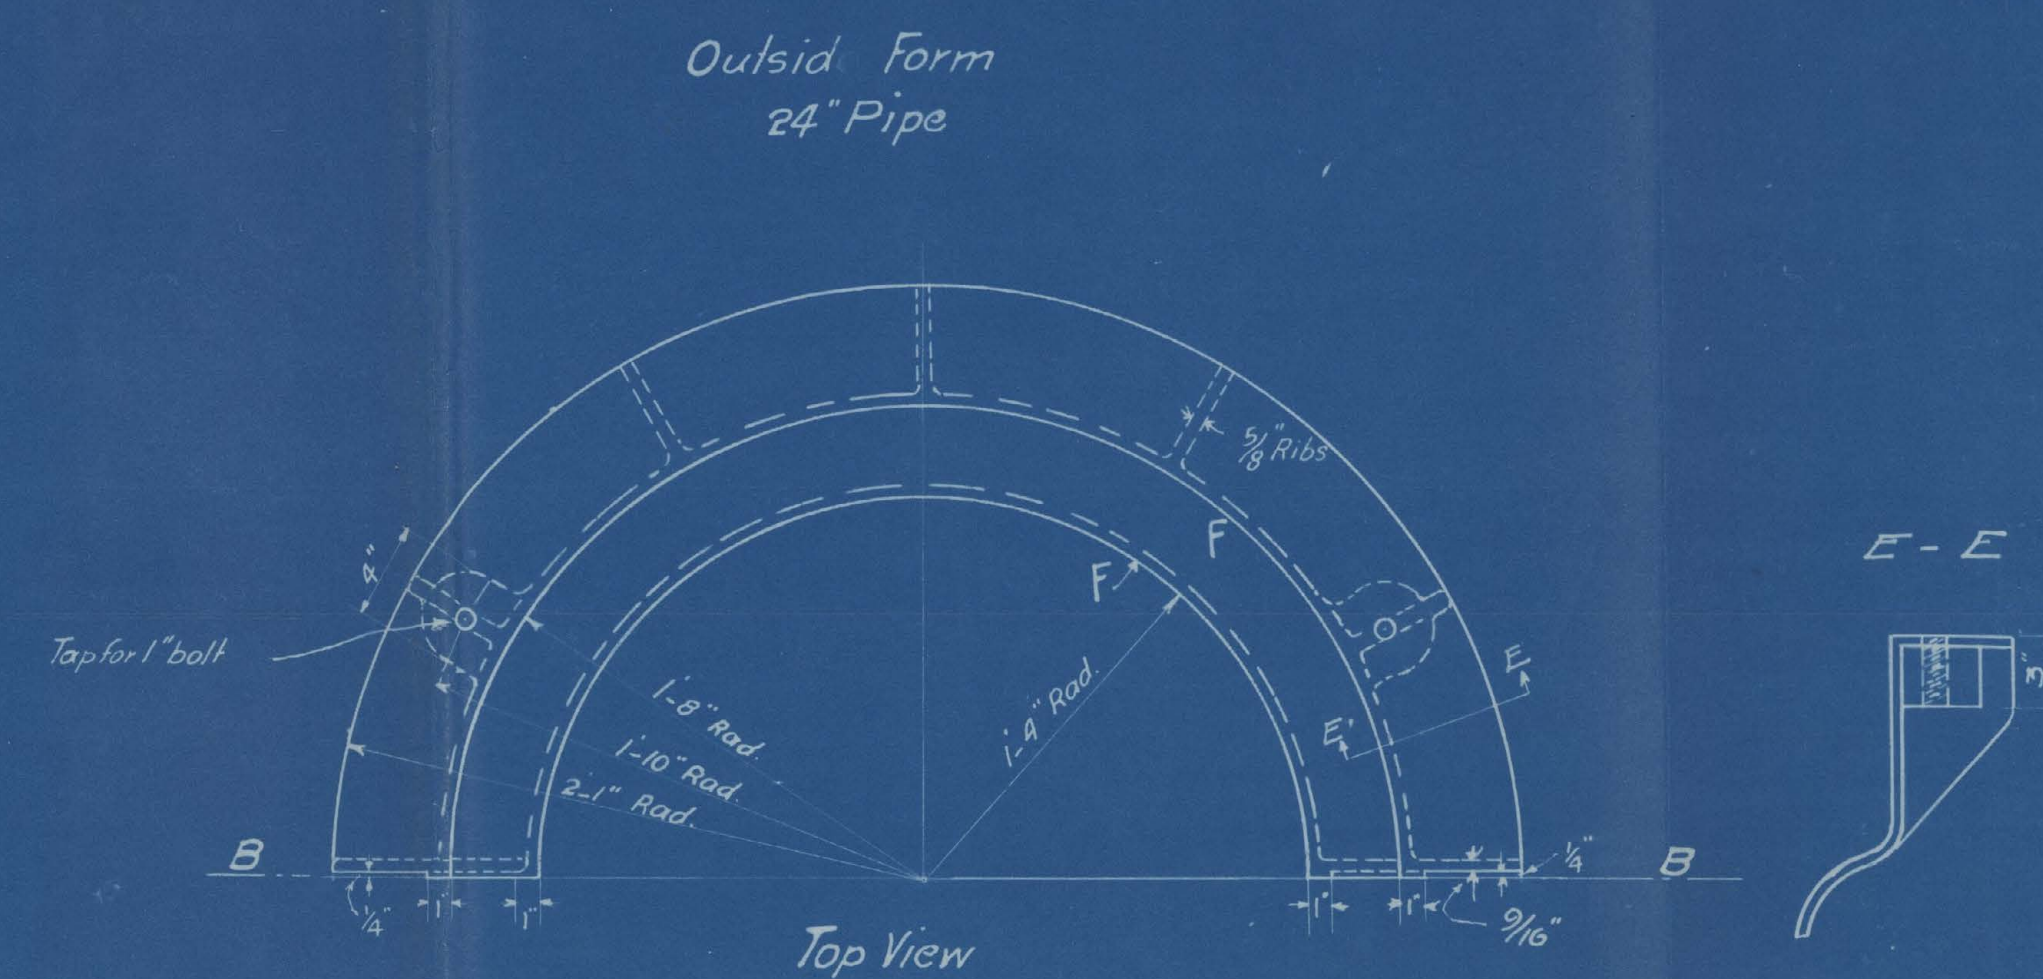 Outsid Form
24" Pipe
5/8" Ribs
F
F
E - E
4"
Tap for 1" bolt
E
E'
3"
1-8" Rad.
1-10" Rad.
2-1" Rad.
1-4" Rad.
B
B
1/4"
1/4"
1"
1"
1"
1"
9/16"
Top View